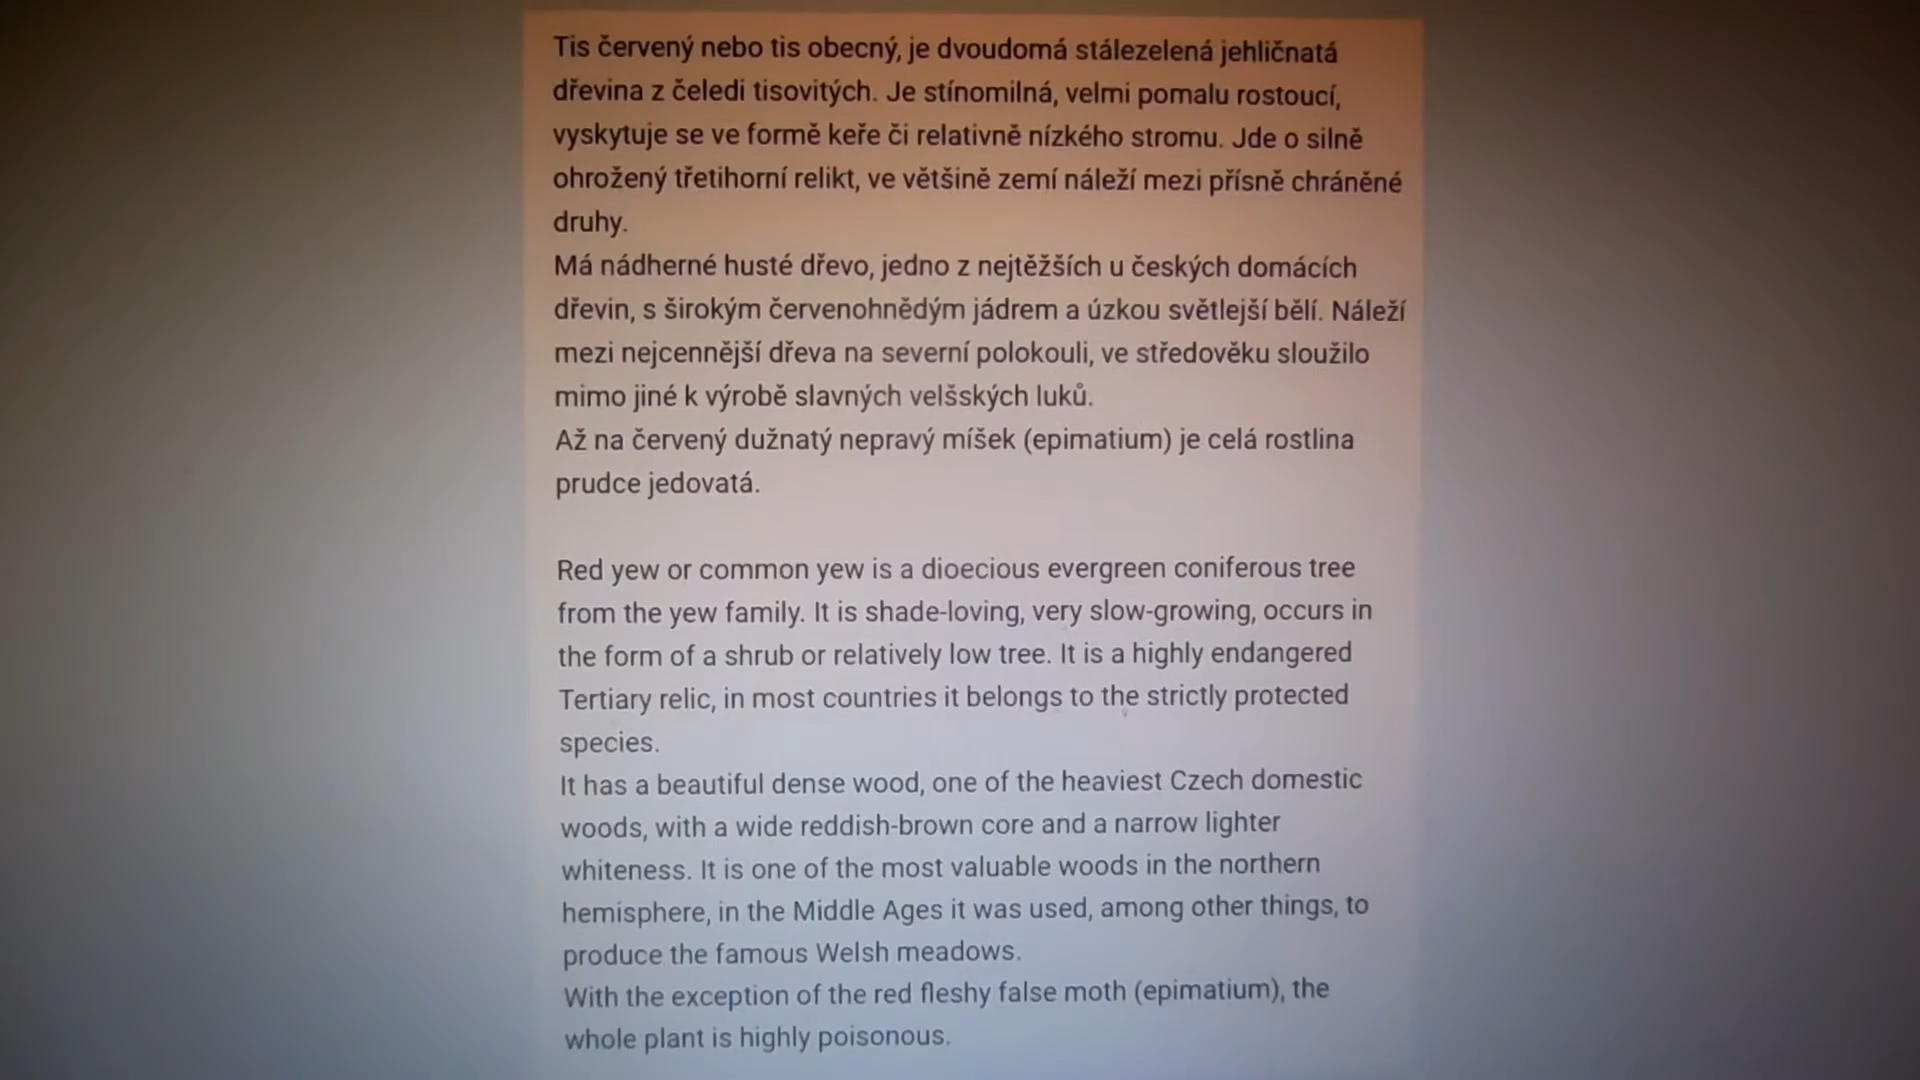 Tis červený nebo tis obecný, je dvoudomá stálezelená jehličnatá
dřevina z čeledi tisovitých. Je stínomilná, velmi pomalu rostoucí,
vyskytuje se ve formě keře či relativně nízkého stromu. Jde o silně
ohrožený třetihorní relikt, ve většině zemí náleží mezi přísně chráněné
druhy.
Má nádherné husté dřevo, jedno z nejtěžších u českých domácích
dřevin, s širokým červenohnědým jádrem a úzkou světlejší bělí. Náleží
mezi nejcennější dřeva na severní polokouli, ve středověku sloužilo
mimo jiné k výrobě slavných velšských luků.
Až na červený dužnatý nepravý míšek (epimatium) je celá rostlina
prudce jedovatá.
Red yew or common yew is a dioecious evergreen coniferous tree
from the yew family. It is shade-loving, very slow-growing, occurs in
the form of a shrub or relatively low tree. It is a highly endangered
Tertiary relic, in most countries it belongs to the strictly protected
species.
It has a beautiful dense wood, one of the heaviest Czech domestic
woods, with a wide reddish-brown core and a narrow lighter
whiteness. It is one of the most valuable woods in the northern
hemisphere, in the Middle Ages it was used, among other things, to
produce the famous Welsh meadows.
With the exception of the red fleshy false moth (epimatium), the
whole plant is highly poisonous.